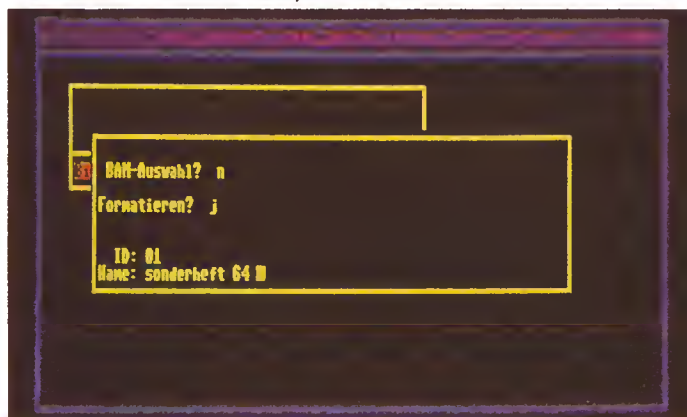 BAM-Auswahl? n
Formatieren? j
ID: 01
Name: sonderheft 64